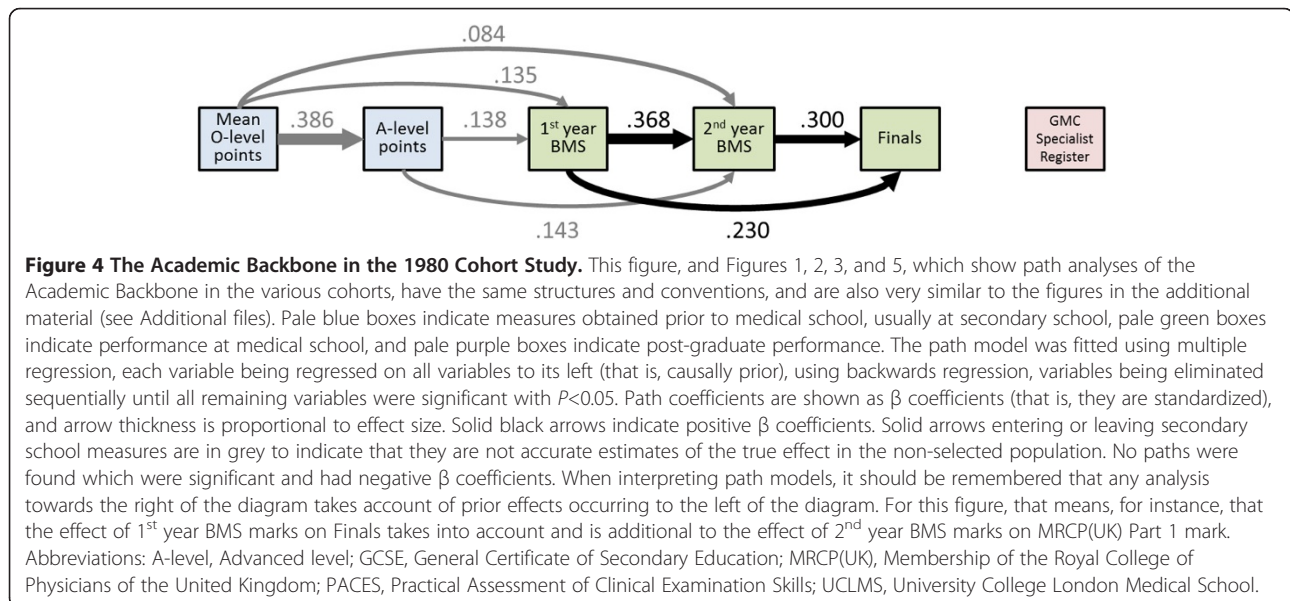 .084
.135
Mean
O-level
points
.386
A-level
points
.138
1st year
BMS
.368
2nd year
BMS
.300
Finals
GMC
Specialist
Register
.143
.230
Figure 4 The Academic Backbone in the 1980 Cohort Study. This figure, and Figures 1, 2, 3, and 5, which show path analyses of the
Academic Backbone in the various cohorts, have the same structures and conventions, and are also very similar to the figures in the additional
material (see Additional files). Pale blue boxes indicate measures obtained prior to medical school, usually at secondary school, pale green boxes
indicate performance at medical school, and pale purple boxes indicate post-graduate performance. The path model was fitted using multiple
regression, each variable being regressed on all variables to its left (that is, causally prior), using backwards regression, variables being eliminated
sequentially until all remaining variables were significant with P<0.05. Path coefficients are shown as β coefficients (that is, they are standardized),
and arrow thickness is proportional to effect size. Solid black arrows indicate positive β coefficients. Solid arrows entering or leaving secondary
school measures are in grey to indicate that they are not accurate estimates of the true effect in the non-selected population. No paths were
found which were significant and had negative β coefficients. When interpreting path models, it should be remembered that any analysis
towards the right of the diagram takes account of prior effects occurring to the left of the diagram. For this figure, that means, for instance, that
the effect of 1st year BMS marks on Finals takes into account and is additional to the effect of 2nd year BMS marks on MRCP(UK) Part 1 mark.
Abbreviations: A-level, Advanced level; GCSE, General Certificate of Secondary Education; MRCP(UK), Membership of the Royal College of
Physicians of the United Kingdom; PACES, Practical Assessment of Clinical Examination Skills; UCLMS, University College London Medical School.